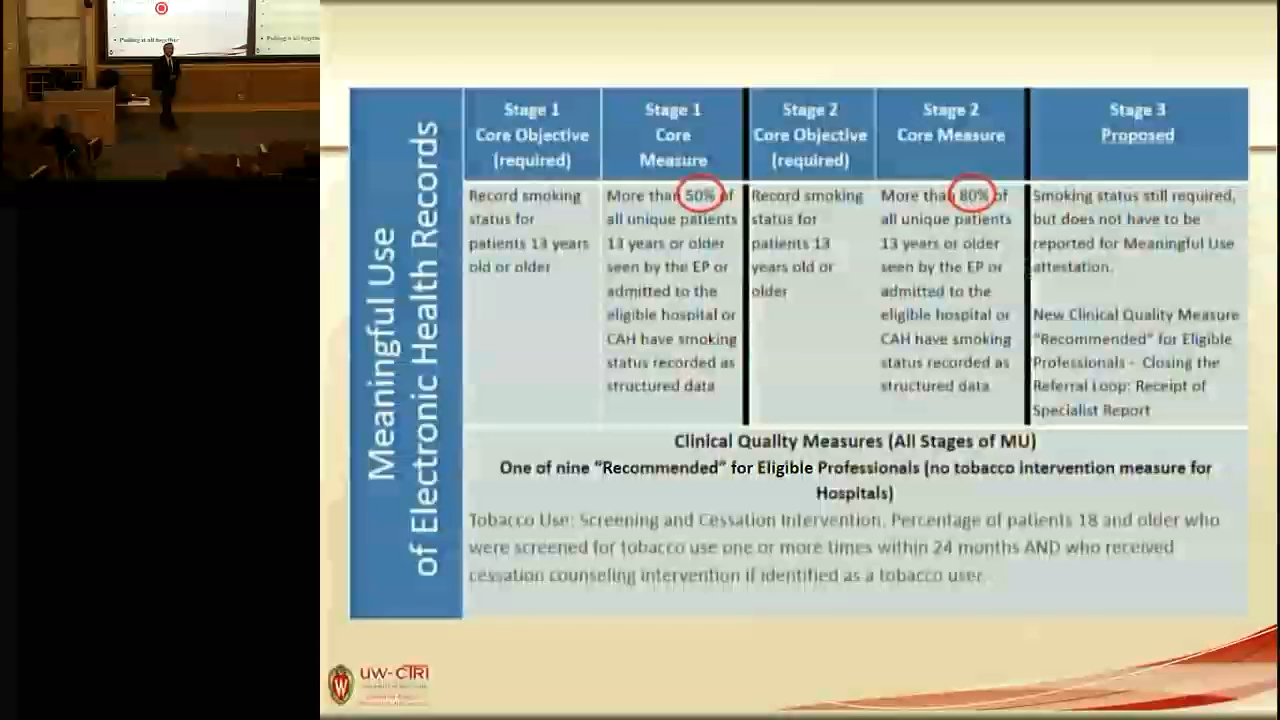 Putting it all together
Meaningful Use
of Electronic Health Records
Stage 1
Core Objective
(required)
Stage 1
Core
Measure
Stage 2
Core Objective
(required)
Stage 2
Core Measure
Stage 3
Proposed
Record smoking
status for
patients 13 years
old or older
More than 50% of
all unique patients
13 years or older
seen by the EP or
admitted to the
eligible hospital or
CAH have smoking
status recorded as
structured data
Record smoking
status for
patients 13
years old or
older
More than 80% of
all unique patients
13 years or older
seen by the EP or
admitted to the
eligible hospital or
CAH have smoking
status recorded as
structured data
Smoking status still required,
but does not have to be
reported for Meaningful Use
attestation.
New Clinical Quality Measure
"Recommended" for Eligible
Professionals - Closing the
Referral Loop: Receipt of
Specialist Report
Clinical Quality Measures (All Stages of MU)
One of nine "Recommended" for Eligible Professionals (no tobacco intervention measure for
Hospitals)
Tobacco Use: Screening and Cessation Intervention. Percentage of patients 18 and older who
were screened for tobacco use one or more times within 24 months AND who received
cessation counseling intervention if identified as a tobacco user
W
UW-CTRI